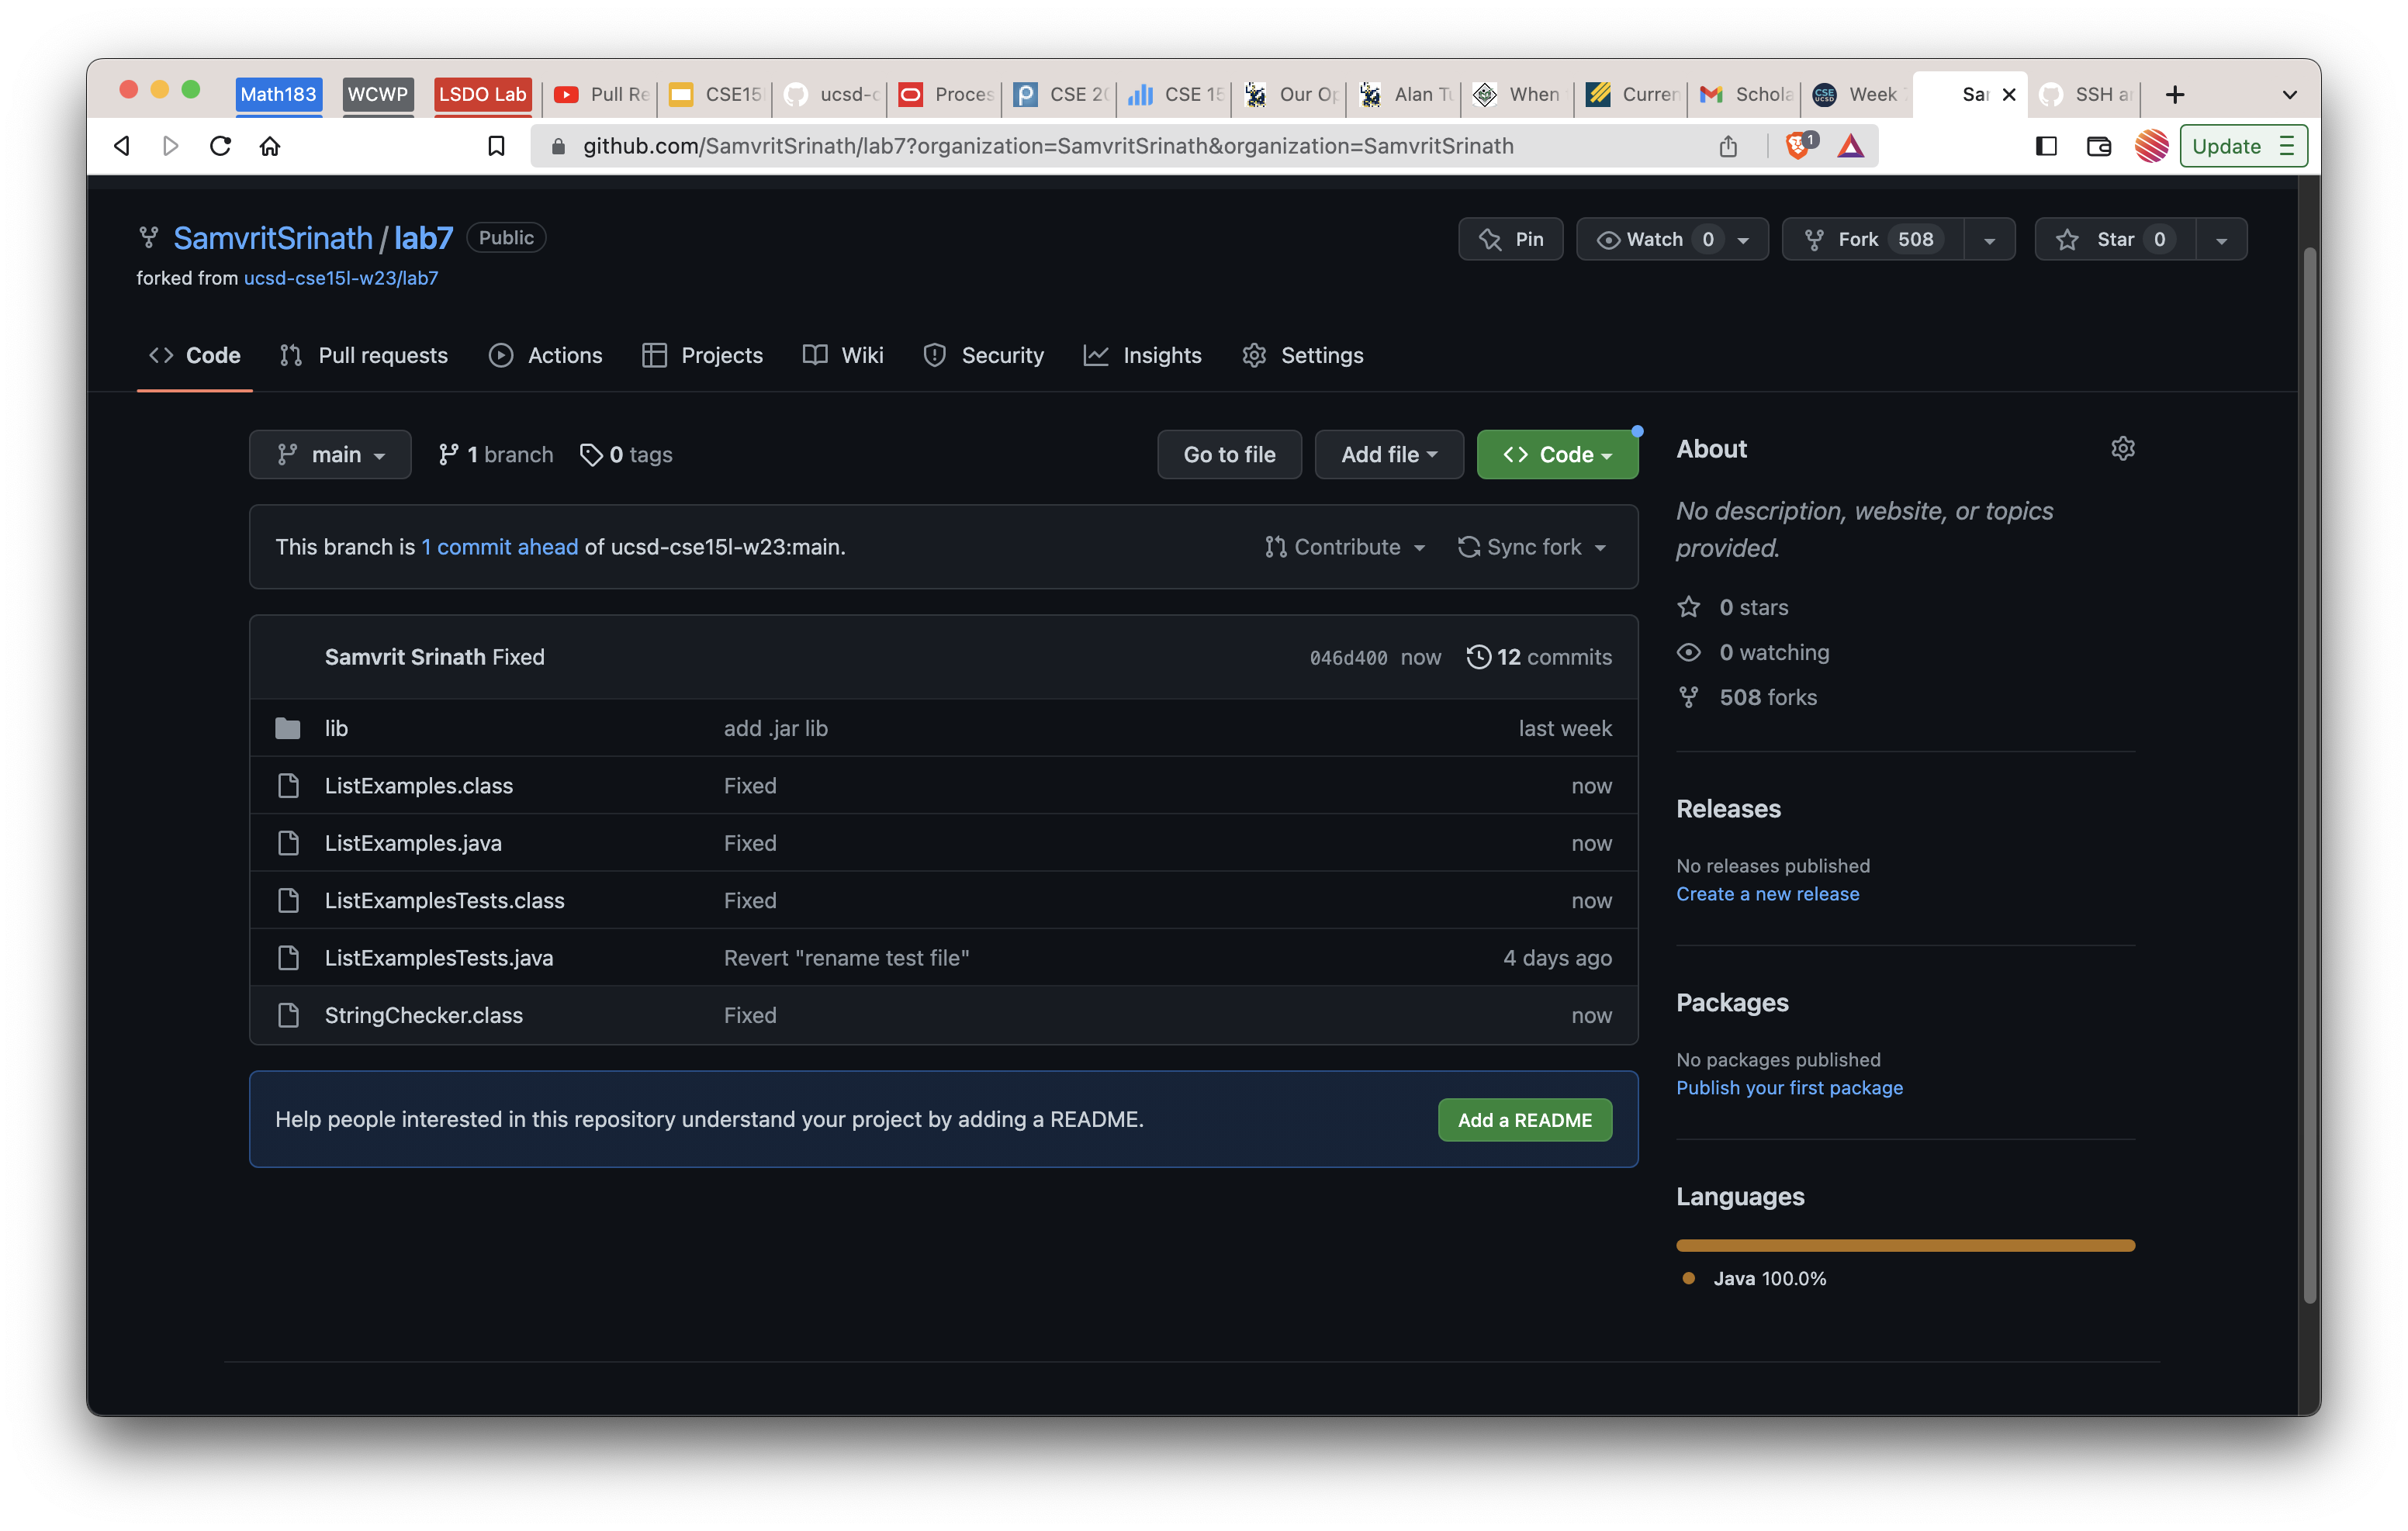 Math183 WCWP LSDO Lab Pull Re CSE15l ucsd-c Proces CSE 20 CSE 15 Our Op Alan Tu When Curren Schola Week Sar SSH ar
github.com/SamvritSrinath/lab7?organization=SamvritSrinath&organization=SamvritSrinath 1 Update
SamvritSrinath / lab7 Public Pin Watch 0 Fork 508 Star 0
forked from ucsd-cse15l-w23/lab7
Code Pull requests Actions Projects Wiki Security Insights Settings
main 1 branch 0 tags Go to file Add file Code
This branch is 1 commit ahead of ucsd-cse15l-w23:main. Contribute Sync fork
Samvrit Srinath Fixed 046d400 now 12 commits
lib add .jar lib last week
ListExamples.class Fixed now
ListExamples.java Fixed now
ListExamplesTests.class Fixed now
ListExamplesTests.java Revert "rename test file" 4 days ago
StringChecker.class Fixed now
Help people interested in this repository understand your project by adding a README. Add a README
About
No description, website, or topics
provided.
0 stars
0 watching
508 forks
Releases
No releases published
Create a new release
Packages
No packages published
Publish your first package
Languages
Java 100.0%